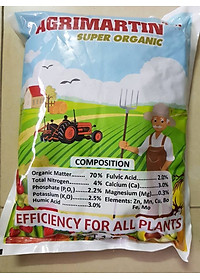 AGRIMARTIN
SUPER ORGANIC
COMPOSITION
Organic Matter........ 70%
Total Nitrogen........ 4%
Phosphate (P₂O₅) 2.2%
Potassium (K₂O)...... 2.5%
Humic Acid ........... 3.0%
Fulvic Acid........ 2.0%
Calcium (Ca)...... 3.0%
Magnesium (Mg)...... 0.3%
Elements: Zn, Mn, Cu, Bo
Fe, Mo
EFFICIENCY FOR ALL PLANTS